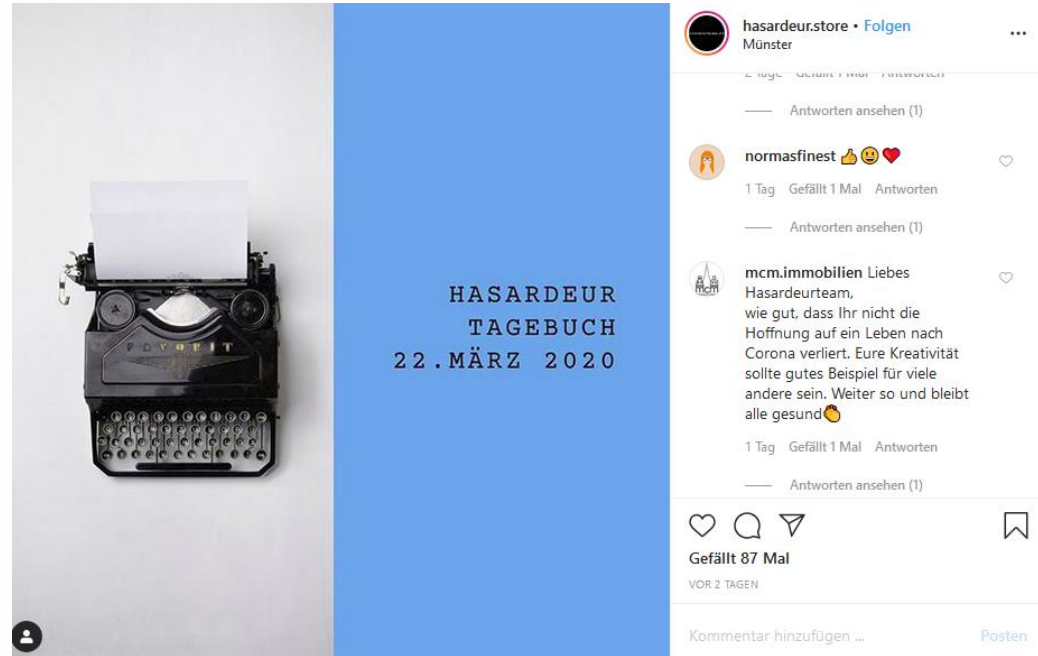 FAVORIT
HASARDEUR
TAGEBUCH
22.MÄRZ 2020
hasardeur.store • Folgen
Münster
Antworten ansehen (1)
normasfinest 👍😃❤️
1 Tag Gefällt 1 Mal Antworten
Antworten ansehen (1)
mcm.immobilien Liebes
Hasardeurteam,
wie gut, dass Ihr nicht die
Hoffnung auf ein Leben nach
Corona verliert. Eure Kreativität
sollte gutes Beispiel für viele
andere sein. Weiter so und bleibt
alle gesund👏
1 Tag Gefällt 1 Mal Antworten
Antworten ansehen (1)
Gefällt 87 Mal
VOR 2 TAGEN
Kommentar hinzufügen ...
Posten